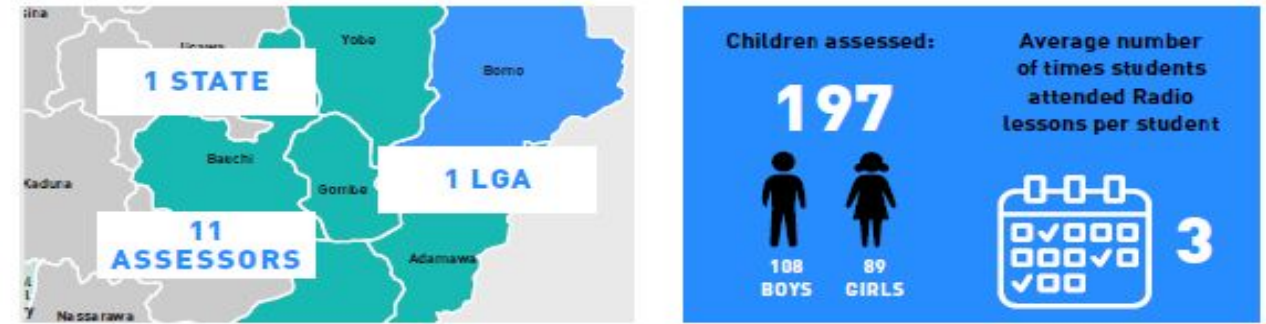 sina
Yobe
Borno
1 STATE
Bauchi
Kaduna
Gombe
1 LGA
11
ASSESSORS
Adamawa
Nassarawa
Children assessed:
197
108
BOYS
89
GIRLS
Average number
of times students
attended Radio
lessons per student
3